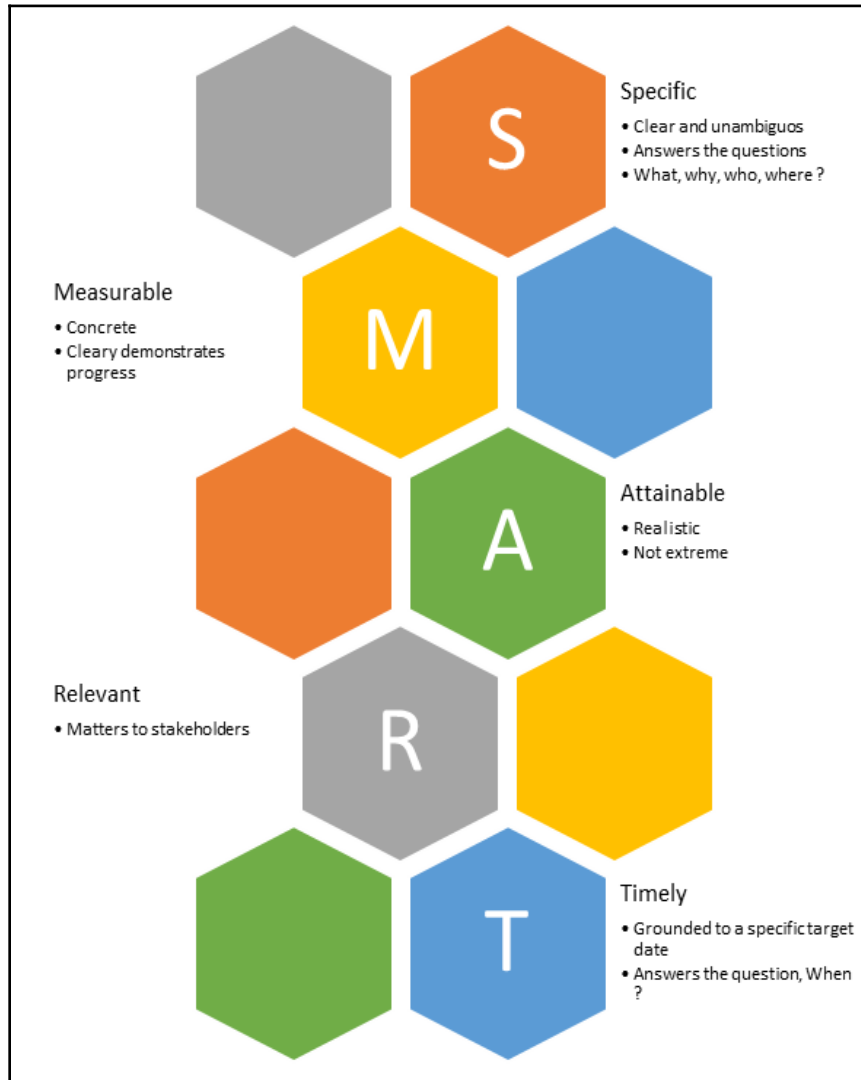 S
Specific
• Clear and unambiguos
• Answers the questions
• What, why, who, where ?
Measurable
• Concrete
• Cleary demonstrates
progress
M
A
Attainable
• Realistic
• Not extreme
Relevant
• Matters to stakeholders
R
T
Timely
• Grounded to a specific target
date
• Answers the question, When
?